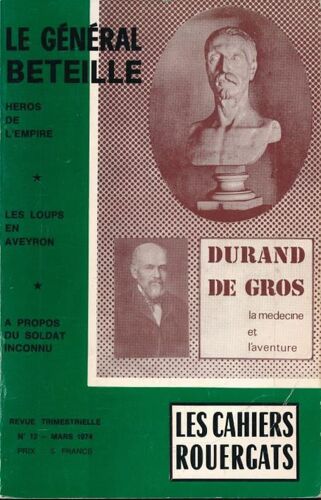 LE GÉNÉRAL
BETEILLE
HEROS
DE
L'EMPIRE
LES LOUPS
EN
AVEYRON
A PROPOS
DU SOLDAT
INCONNU
DURAND
DE GROS
la medecine
et
l'aventure
REVUE TRIMESTRIELLE
N° 12 - MARS 1974
PRIX : 5 FRANCS
LES CAHIERS
ROUERGATS